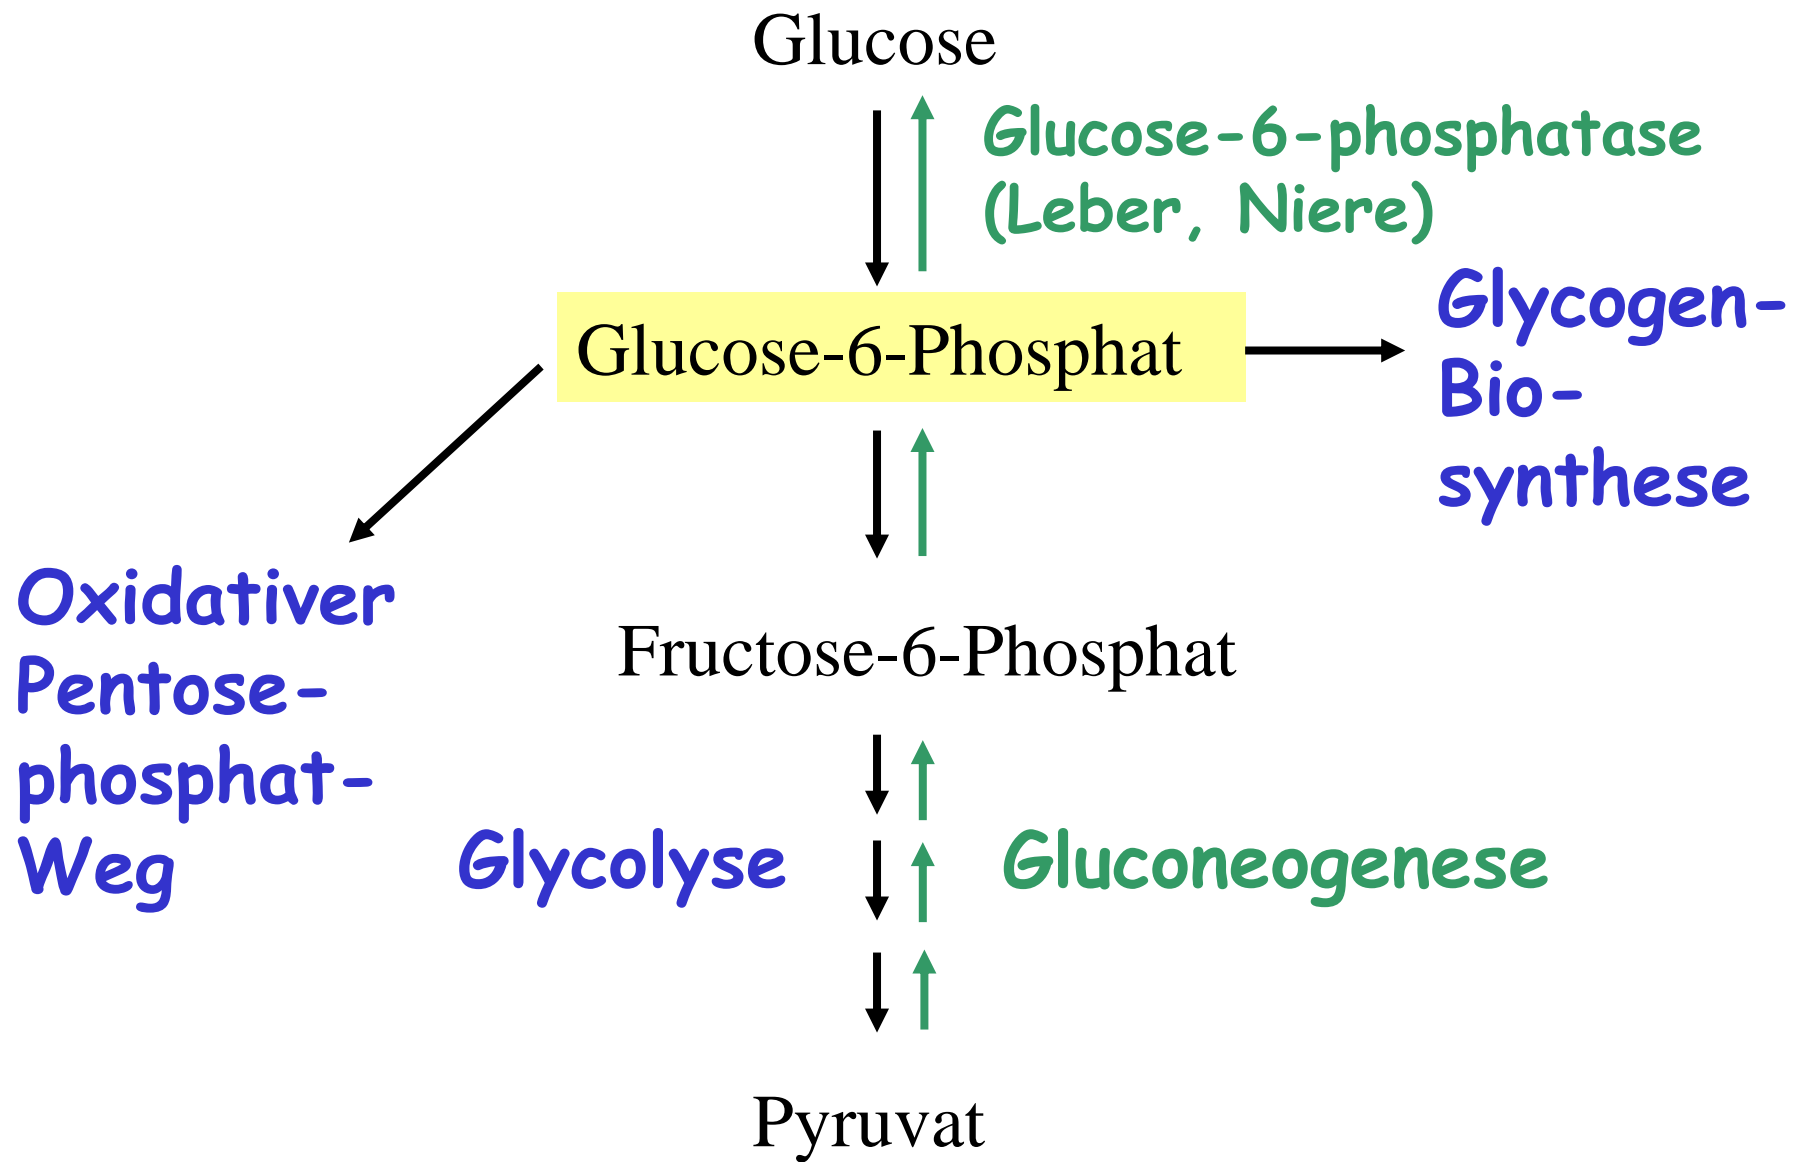 Glucose
Glucose-6-phosphatase
(Leber, Niere)
Glucose-6-Phosphat
Glycogen-
Bio-
synthese
Oxidativer
Pentose-
phosphat-
Weg
Fructose-6-Phosphat
Glycolyse
Gluconeogenese
Pyruvat